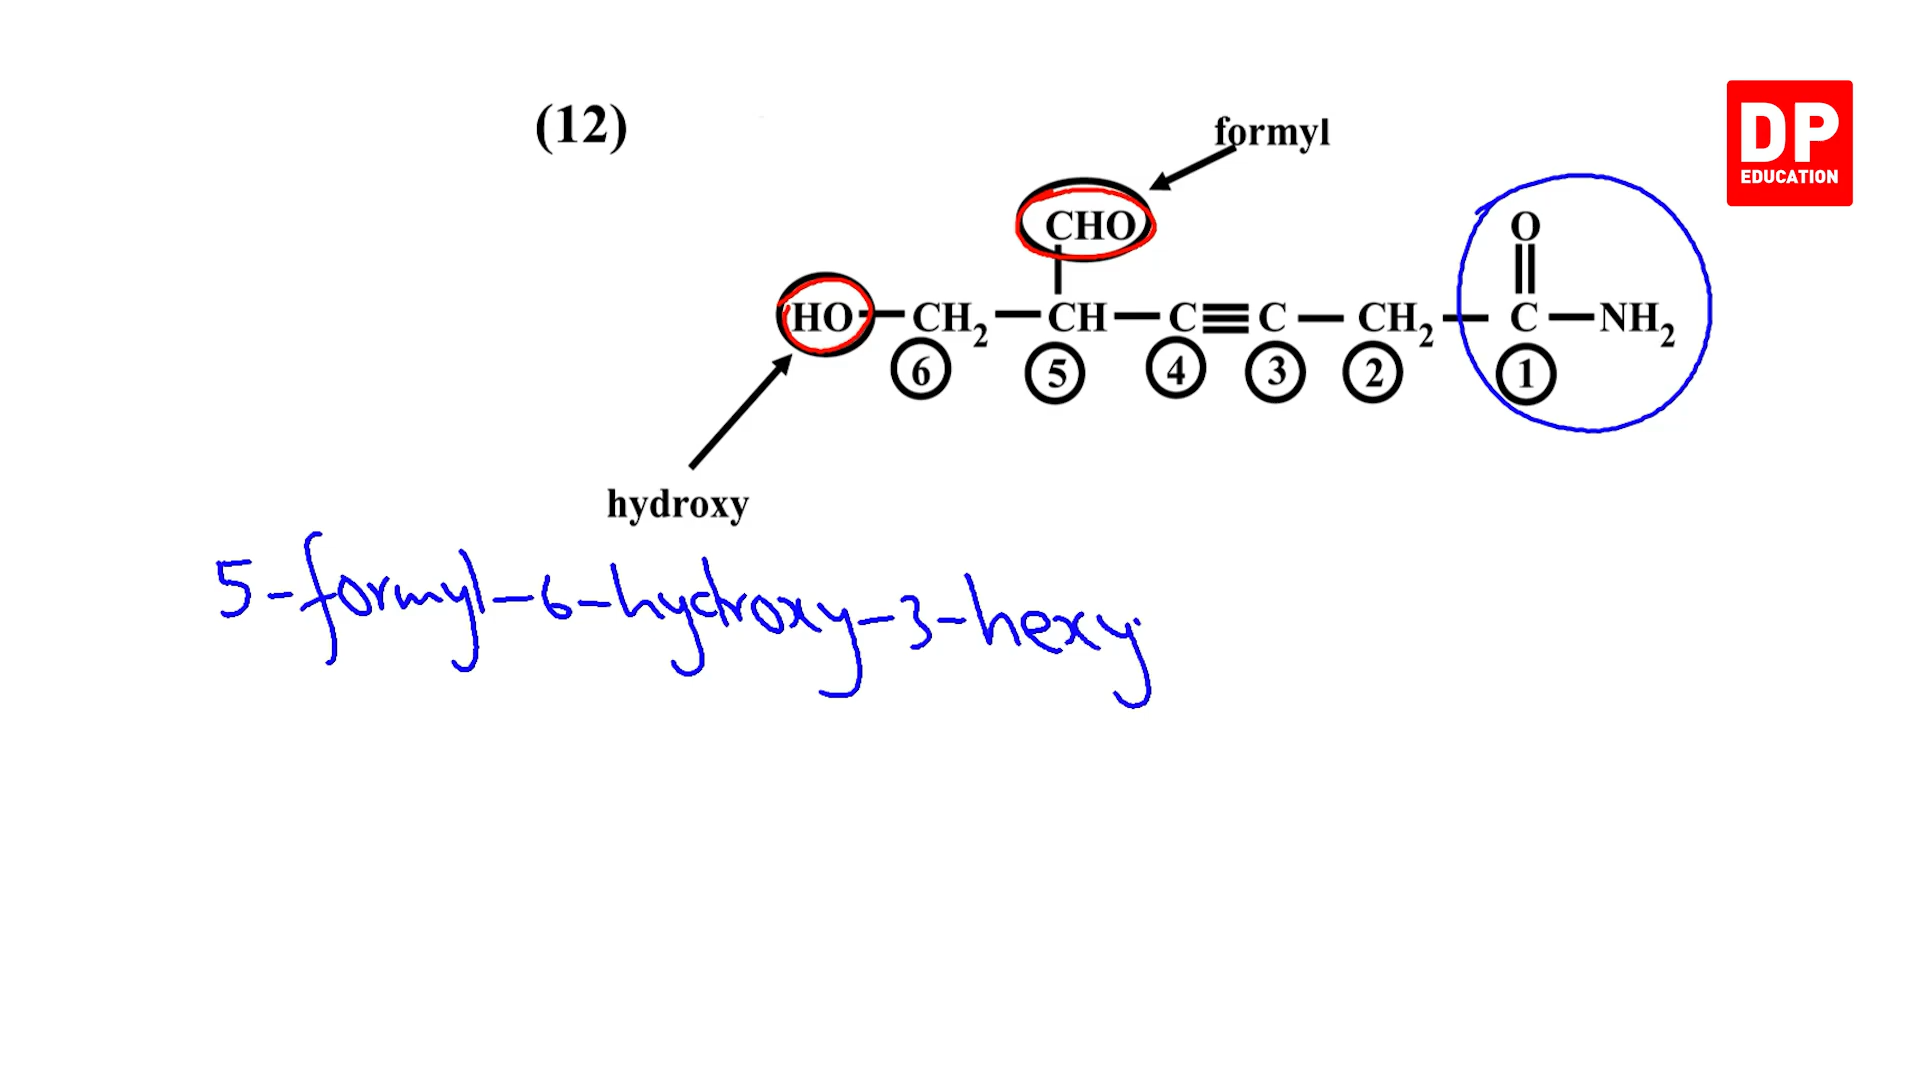 (12)
formyl
DP
EDUCATION
CHO
O
HO—CH₂—CH—C≡C—CH₂—C—NH₂
6 5 4 3 2 1
hydroxy
5-formyl-6-hydroxy-3-hexy